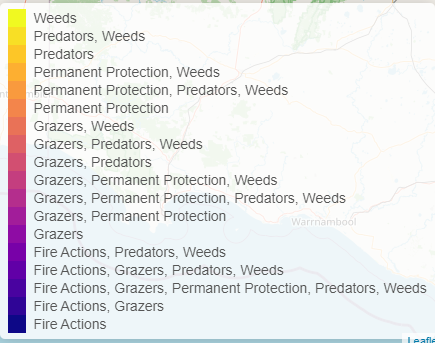 Weeds
Predators, Weeds
Predators
Permanent Protection, Weeds
Permanent Protection, Predators, Weeds
Permanent Protection
Grazers, Weeds
Grazers, Predators, Weeds
Grazers, Predators
Grazers, Permanent Protection, Weeds
Grazers, Permanent Protection, Predators, Weeds
Grazers, Permanent Protection
Warrnambool
Grazers
Fire Actions, Predators, Weeds
Fire Actions, Grazers, Predators, Weeds
Fire Actions, Grazers, Permanent Protection, Predators, Weeds
Fire Actions, Grazers
Fire Actions
Leafle